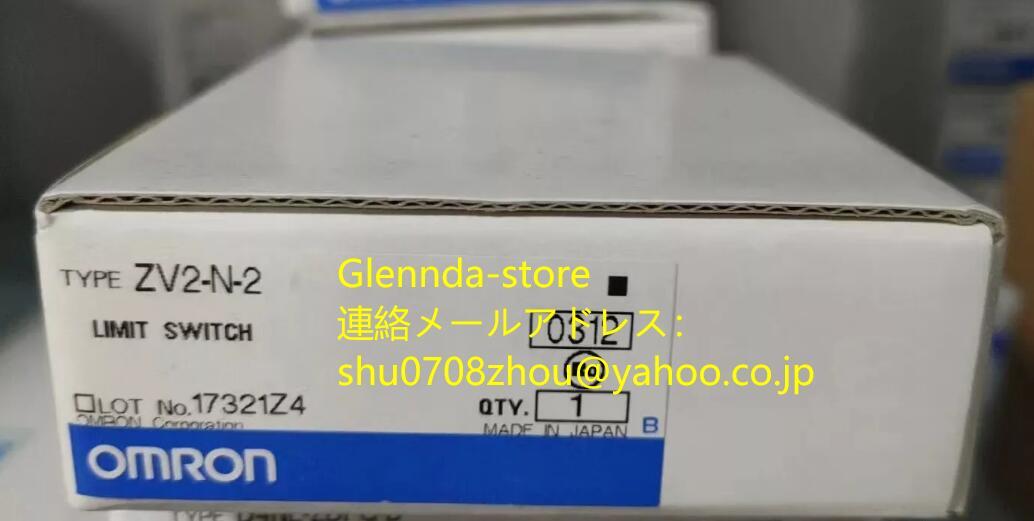 TYPE ZV2-N-2
Glennda-store
LIMIT SWITCH
連絡メールアドレス:
0312
shu0708zhou@yahoo.co.jp
LOT No.17321Z4
QTY. 1
OMRON Corporation
MADE IN JAPAN B
OMRON
TYPE